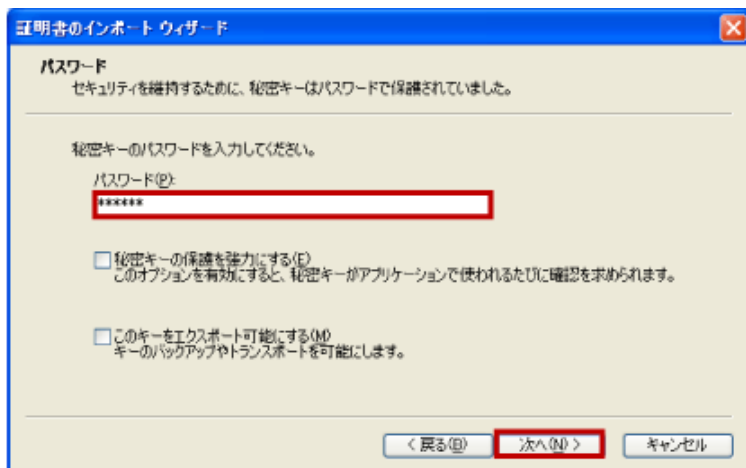 証明書のインポート ウィザード
パスワード
セキュリティを維持するために、秘密キーはパスワードで保護されていました。
秘密キーのパスワードを入力してください。
パスワード(P):
******
秘密キーの保護を強力にする(E)
このオプションを有効にすると、秘密キーがアプリケーションで使われるたびに確認を求められます。
このキーをエクスポート可能にする(M)
キーのバックアップやトランスポートを可能にします。
< 戻る(B) 次へ(N) > キャンセル